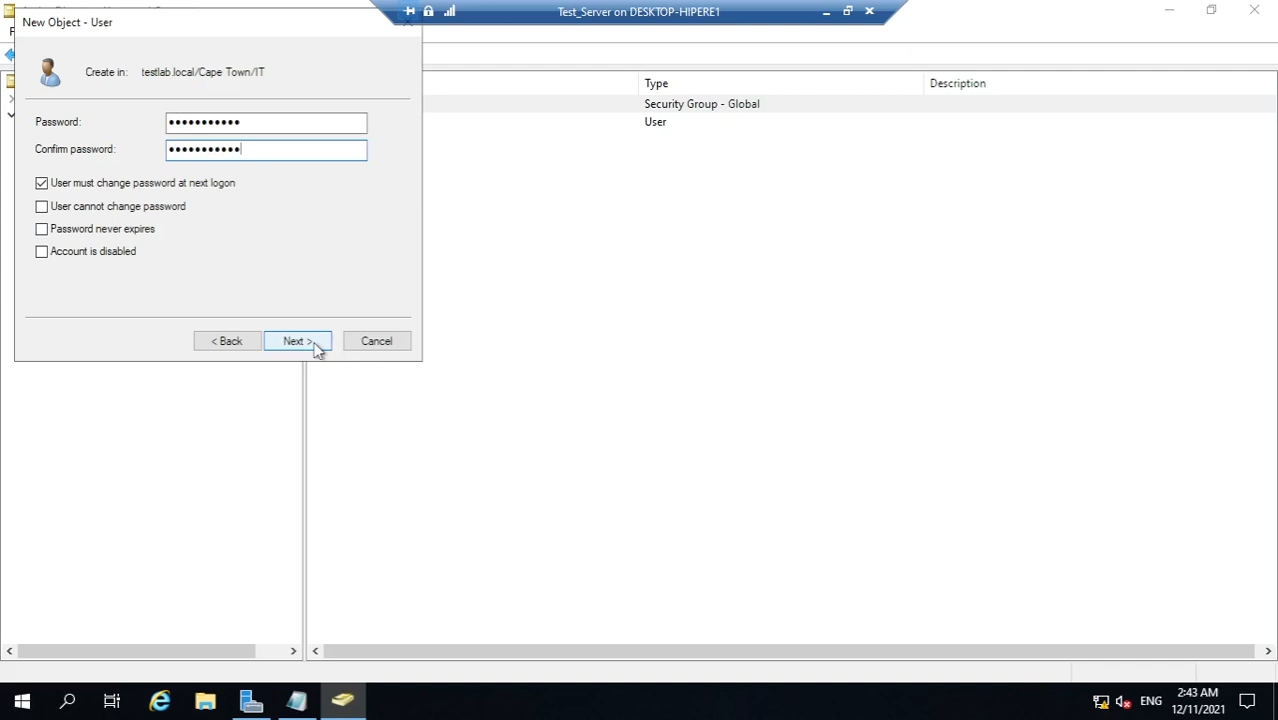 New Object - User
Test_Server on DESKTOP-HIPERE1
Create in: testlab.local/Cape Town/IT
Type
Description
Security Group - Global
User
Password: •••••••••••
Confirm password: •••••••••••
User must change password at next logon
User cannot change password
Password never expires
Account is disabled
< Back
Next >
Cancel
ENG
2:43 AM
12/11/2021